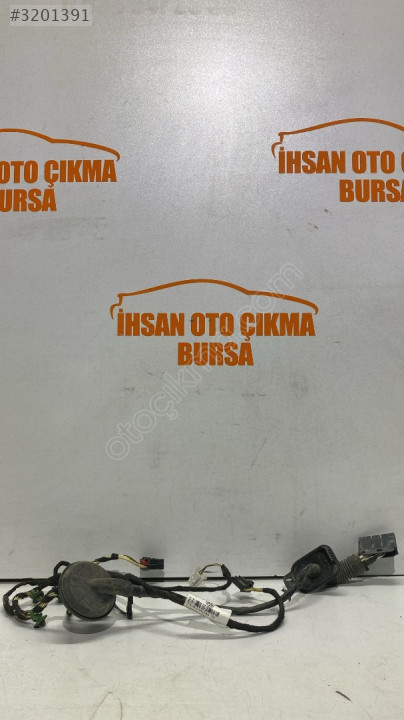 #3201391
OTO ÇIKMA
BURSA
İHSAN OTO Ç
BURSA
İHSAN OTO ÇIKMA
BURSA
otoçıkma.com